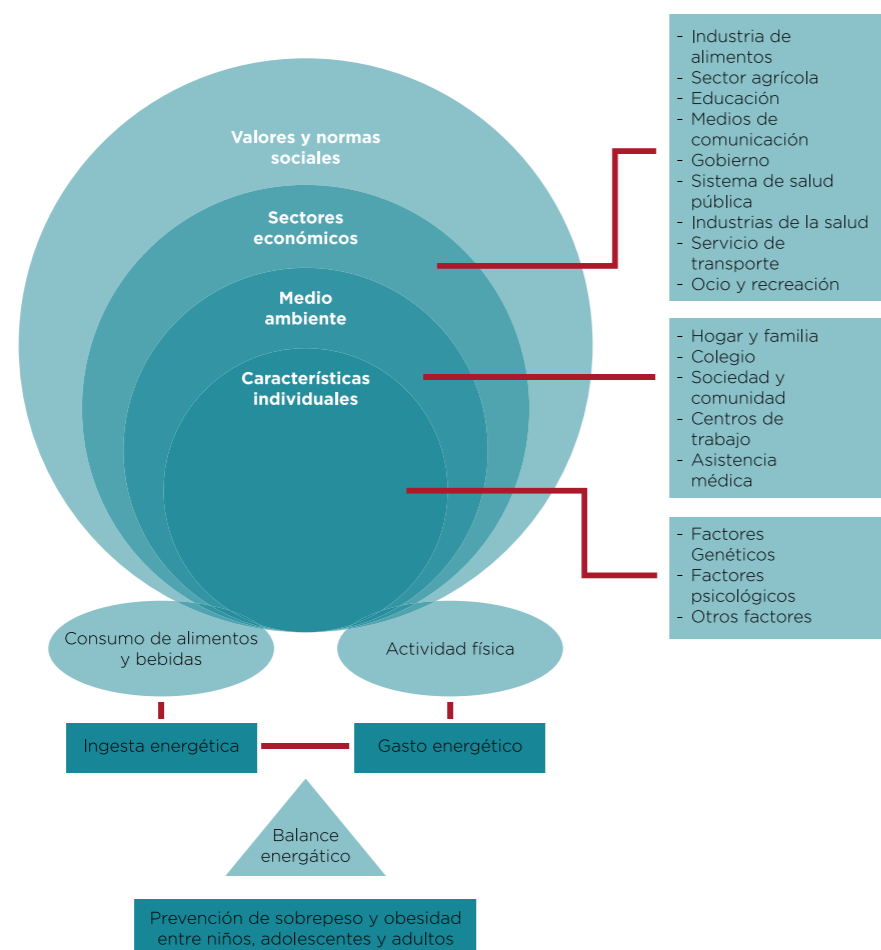 Valores y normas
sociales
Sectores
económicos
Medio
ambiente
Características
individuales
- Industria de
alimentos
- Sector agrícola
- Educación
- Medios de
comunicación
- Gobierno
- Sistema de salud
pública
- Industrias de la salud
- Servicio de
transporte
- Ocio y recreación
- Hogar y familia
- Colegio
- Sociedad y
comunidad
- Centros de
trabajo
- Asistencia
médica
- Factores
Genéticos
- Factores
psicológicos
- Otros factores
Consumo de alimentos
y bebidas
Actividad física
Ingesta energética
Gasto energético
Balance
energático
Prevención de sobrepeso y obesidad
entre niños, adolescentes y adultos